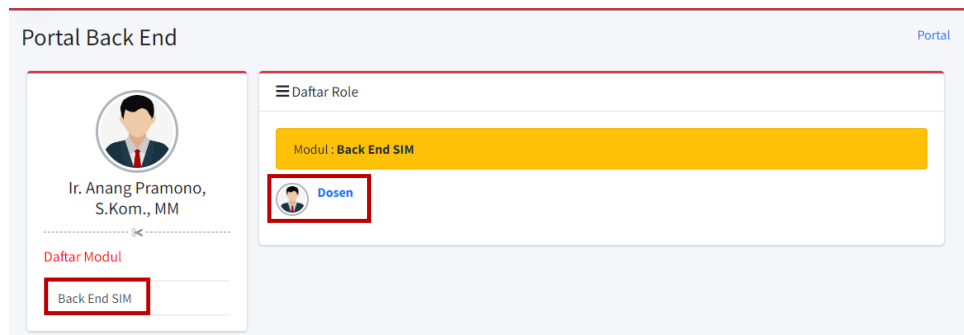 Portal Back End
Portal
Ir. Anang Pramono,
S.Kom., MM
Daftar Modul
Back End SIM
Daftar Role
Modul : Back End SIM
Dosen